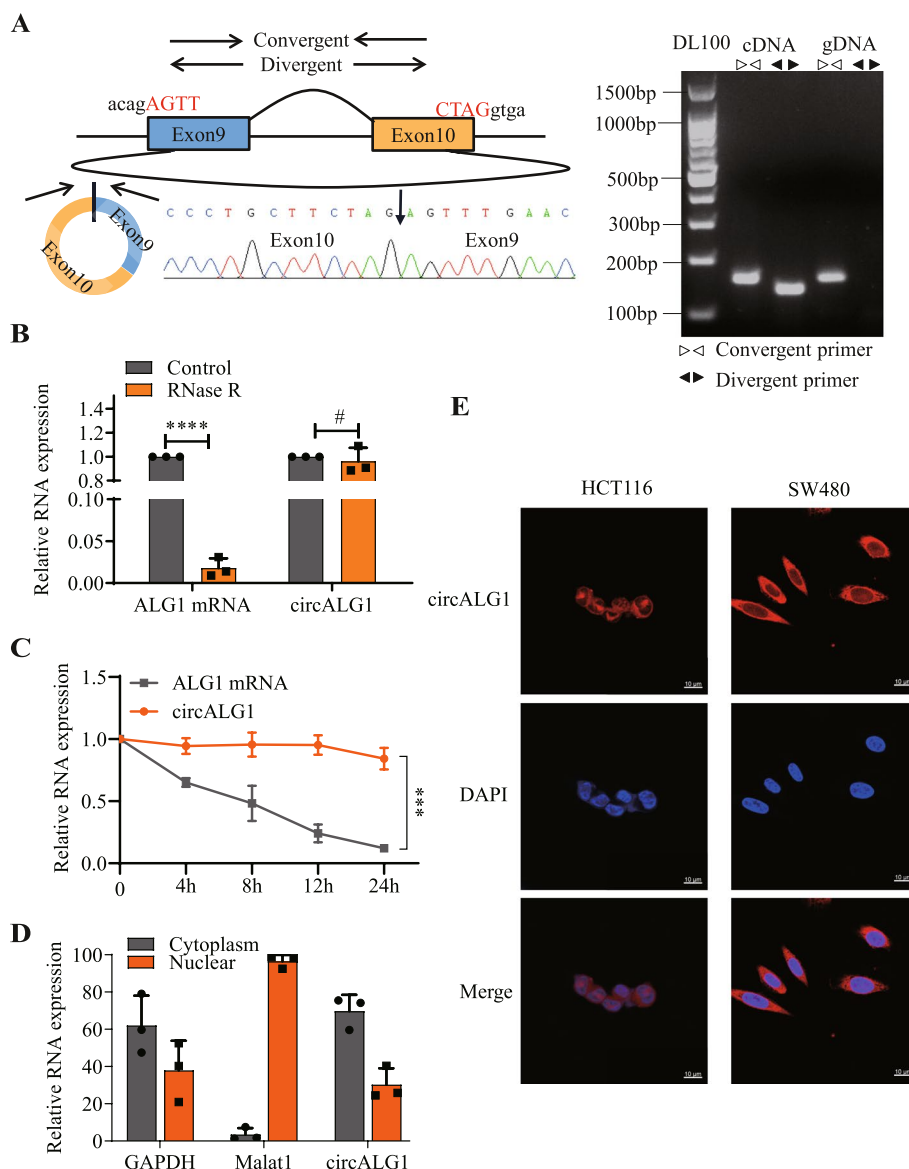 A
Convergent
Divergent
acagAGTT
CTAGgtga
Exon9
Exon10
Exon9
Exon10
C C C T G C T T C T A G A G T T T G A A C
Exon10
Exon9
DL100 cDNA gDNA
1500bp
1000bp
500bp
300bp
200bp
100bp
Convergent primer
Divergent primer
B
Control
RNase R
Relative RNA expression
1.4
1.2
1.0
0.8
0.10
0.05
0.00
****
#
ALG1 mRNA
circALG1
C
ALG1 mRNA
circALG1
Relative RNA expression
1.5
1.0
0.5
0.0
0
4h
8h
12h
24h
***
D
Cytoplasm
Nuclear
Relative RNA expression
100
80
60
40
20
0
GAPDH
Malat1
circALG1
E
HCT116
SW480
circALG1
10 μm
10 μm
DAPI
10 μm
10 μm
Merge
10 μm
10 μm